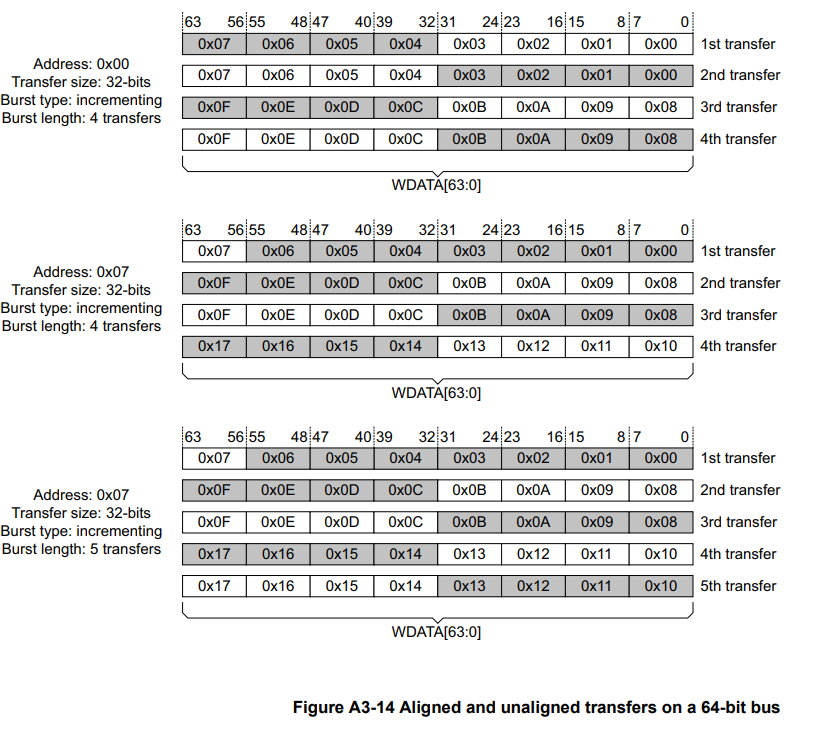 63 56 55 48 47 40 39 32 31 24 23 16 15 8 7 0
Address: 0x00
Transfer size: 32-bits
Burst type: incrementing
Burst length: 4 transfers
0x07 0x06 0x05 0x04 0x03 0x02 0x01 0x00 1st transfer
0x07 0x06 0x05 0x04 0x03 0x02 0x01 0x00 2nd transfer
0x0F 0x0E 0x0D 0x0C 0x0B 0x0A 0x09 0x08 3rd transfer
0x0F 0x0E 0x0D 0x0C 0x0B 0x0A 0x09 0x08 4th transfer
WDATA[63:0]
63 56 55 48 47 40 39 32 31 24 23 16 15 8 7 0
Address: 0x07
Transfer size: 32-bits
Burst type: incrementing
Burst length: 4 transfers
0x07 0x06 0x05 0x04 0x03 0x02 0x01 0x00 1st transfer
0x0F 0x0E 0x0D 0x0C 0x0B 0x0A 0x09 0x08 2nd transfer
0x0F 0x0E 0x0D 0x0C 0x0B 0x0A 0x09 0x08 3rd transfer
0x17 0x16 0x15 0x14 0x13 0x12 0x11 0x10 4th transfer
WDATA[63:0]
63 56 55 48 47 40 39 32 31 24 23 16 15 8 7 0
Address: 0x07
Transfer size: 32-bits
Burst type: incrementing
Burst length: 5 transfers
0x07 0x06 0x05 0x04 0x03 0x02 0x01 0x00 1st transfer
0x0F 0x0E 0x0D 0x0C 0x0B 0x0A 0x09 0x08 2nd transfer
0x0F 0x0E 0x0D 0x0C 0x0B 0x0A 0x09 0x08 3rd transfer
0x17 0x16 0x15 0x14 0x13 0x12 0x11 0x10 4th transfer
0x17 0x16 0x15 0x14 0x13 0x12 0x11 0x10 5th transfer
WDATA[63:0]
Figure A3-14 Aligned and unaligned transfers on a 64-bit bus